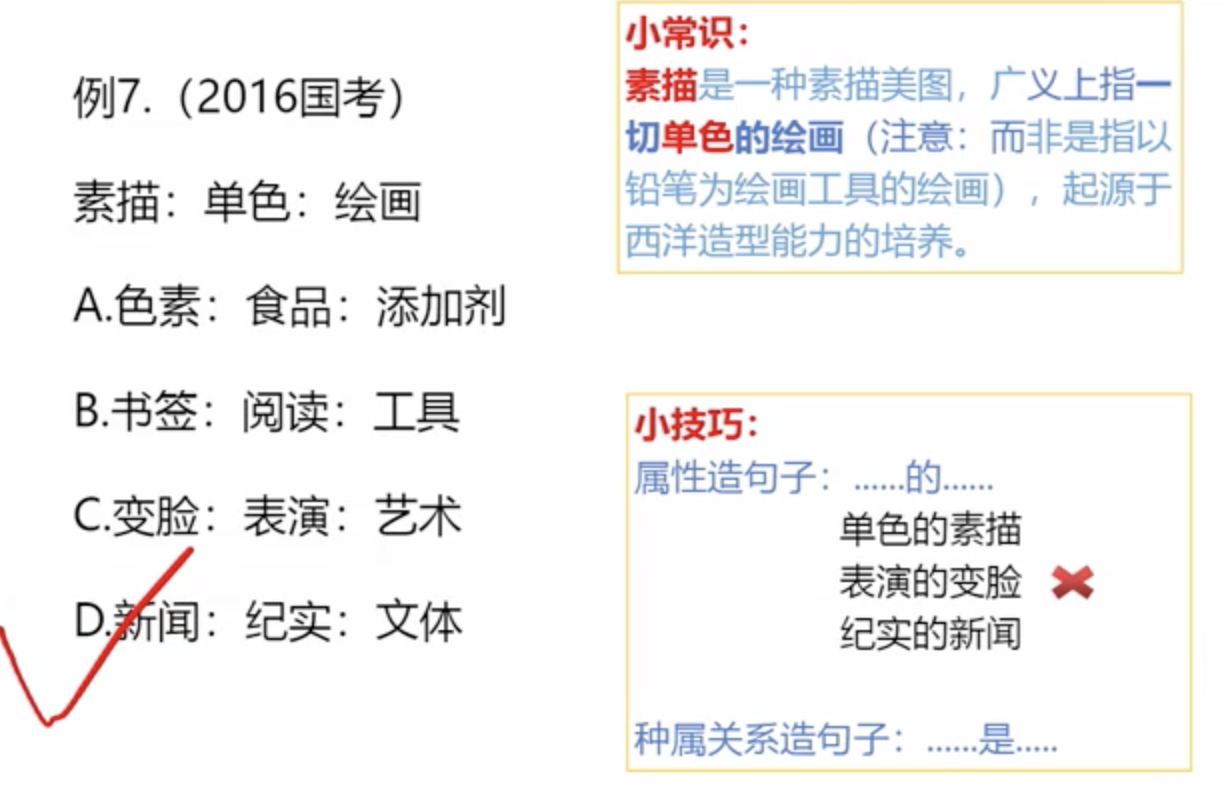 例7.（2016国考）
素描：单色：绘画
A.色素：食品：添加剂
B.书签：阅读：工具
C.变脸：表演：艺术
D.新闻：纪实：文体
小常识：
素描是一种素描美图，广义上指一
切单色的绘画（注意：而非是指以
铅笔为绘画工具的绘画），起源于
西洋造型能力的培养。
小技巧：
属性造句子：......的......
单色的素描
表演的变脸
纪实的新闻
种属关系造句子：......是.....